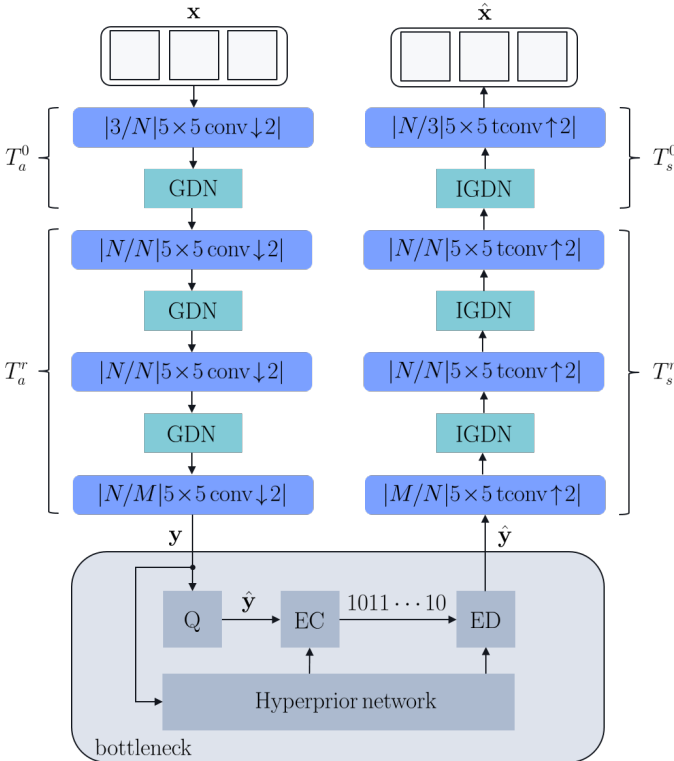 x
x̂
|3/N|5×5 conv↓2|
|N/3|5×5 tconv↑2|
T_a^0
T_s^0
GDN
IGDN
|N/N|5×5 conv↓2|
|N/N|5×5 tconv↑2|
GDN
IGDN
T_a^r
T_s^r
|N/N|5×5 conv↓2|
|N/N|5×5 tconv↑2|
GDN
IGDN
|N/M|5×5 conv↓2|
|M/N|5×5 tconv↑2|
y
ŷ
ŷ
1011 ··· 10
Q
EC
ED
Hyperprior network
bottleneck